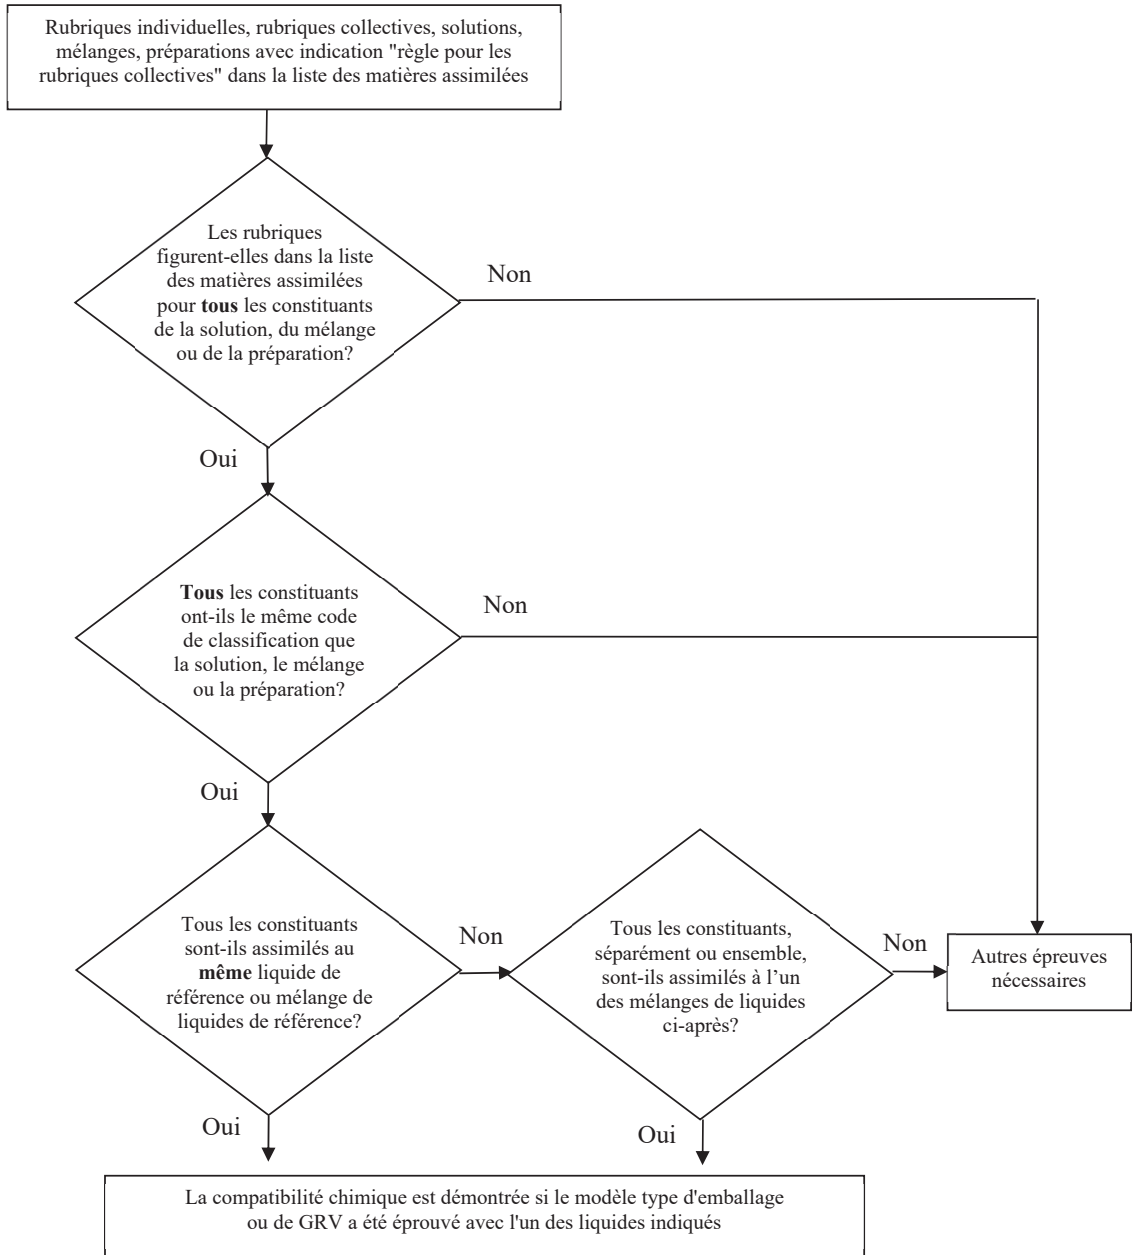 Rubriques individuelles, rubriques collectives, solutions,
mélanges, préparations avec indication "règle pour les
rubriques collectives" dans la liste des matières assimilées
Les rubriques
figurent-elles dans la liste
des matières assimilées
pour tous les constituants
de la solution, du mélange
ou de la préparation?
Non
Oui
Tous les constituants
ont-ils le même code
de classification que
la solution, le mélange
ou la préparation?
Non
Oui
Tous les constituants
sont-ils assimilés au
même liquide de
référence ou mélange de
liquides de référence?
Non
Tous les constituants,
séparément ou ensemble,
sont-ils assimilés à l’un
des mélanges de liquides
ci-après?
Non
Autres épreuves
nécessaires
Oui
Oui
La compatibilité chimique est démontrée si le modèle type d'emballage
ou de GRV a été éprouvé avec l'un des liquides indiqués